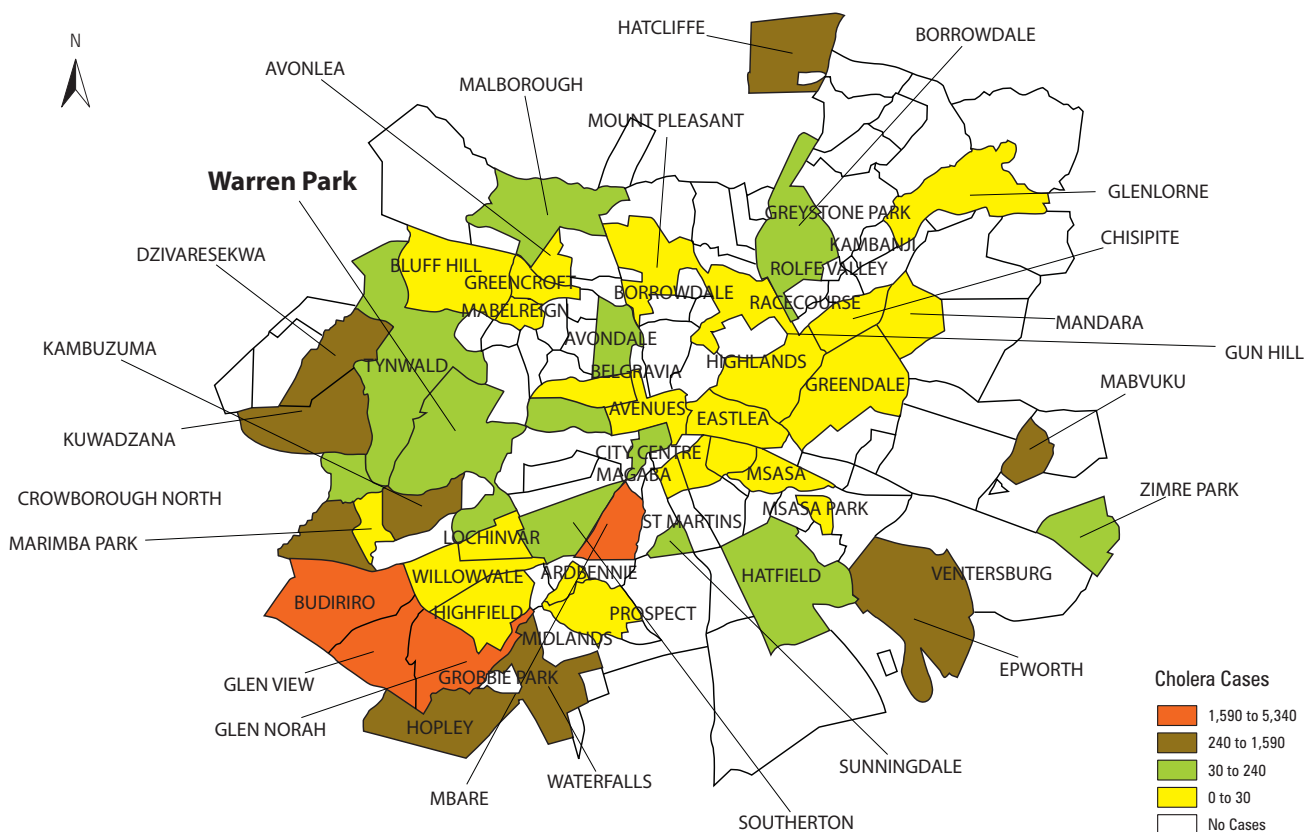 HATCLIFFE
BORROWDALE
N
AVONLEA
MALBOROUGH
MOUNT PLEASANT
Warren Park
GLENLORNE
GREYSTONE PARK
CHISIPITE
KAMBANJI
DZIVARESEKWA
BLUFF HILL
ROLFE VALLEY
GREENCROFT
BORROWDALE
RACECOURSE
MABELREIGN
MANDARA
KAMBUZUMA
AVONDALE
GUN HILL
TYNWALD
HIGHLANDS
BELGRAVIA
GREENDALE
MABVUKU
AVENUES
EASTLEA
KUWADZANA
CITY CENTRE
MAGABA
MSASA
ZIMRE PARK
CROWBOROUGH NORTH
MSASA PARK
ST MARTINS
LOCHINVAR
MARIMBA PARK
ARDBENNIE
WILLOWVALE
HATFIELD
VENTERSBURG
BUDIRIRO
HIGHFIELD
PROSPECT
MIDLANDS
EPWORTH
GLEN VIEW
GROBBIE PARK
GLEN NORAH
HOPLEY
SUNNINGDALE
WATERFALLS
MBARE
SOUTHERTON
Cholera Cases
1,590 to 5,340
240 to 1,590
30 to 240
0 to 30
No Cases